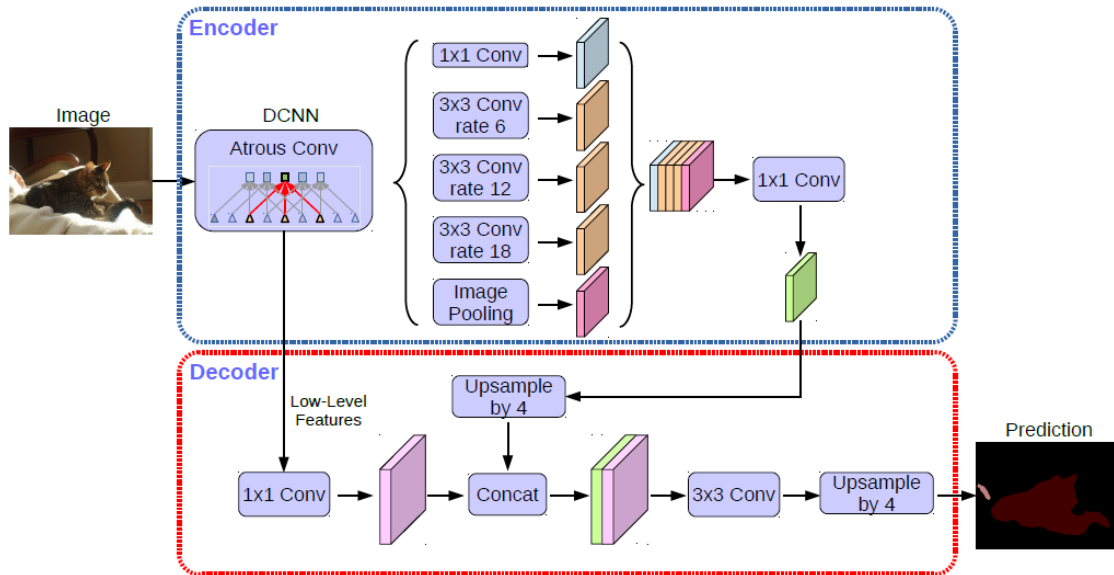 Encoder
Image
DCNN
Atrous Conv
1x1 Conv
3x3 Conv
rate 6
3x3 Conv
rate 12
3x3 Conv
rate 18
Image
Pooling
1x1 Conv
Decoder
Low-Level
Features
Upsample
by 4
1x1 Conv
Concat
3x3 Conv
Upsample
by 4
Prediction